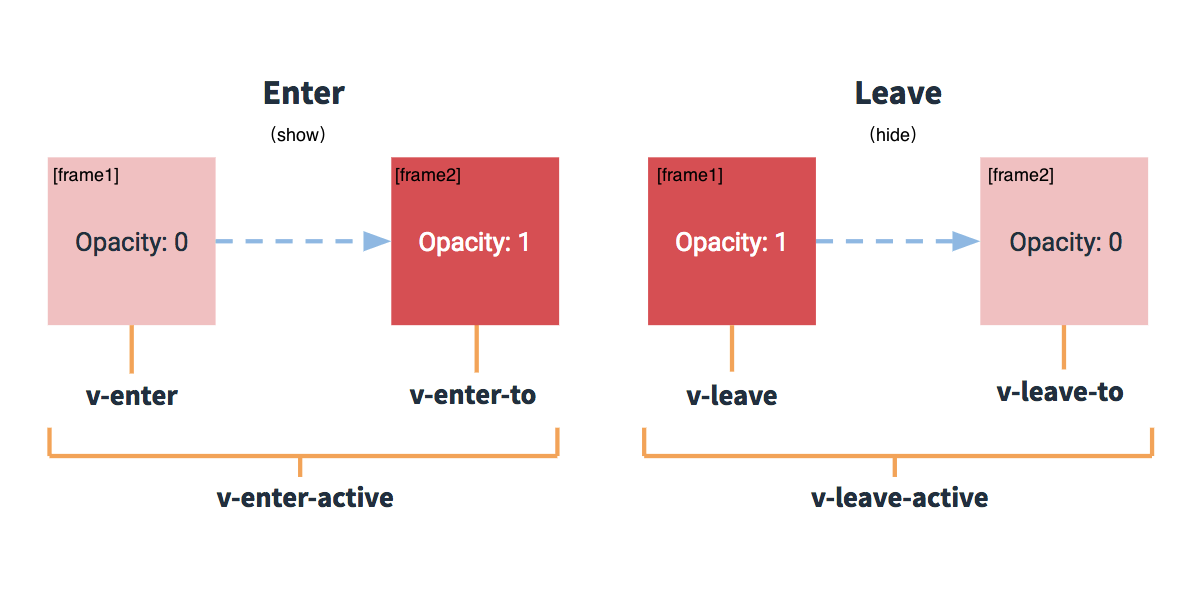 Enter
(show)
[frame1]
Opacity: 0
[frame2]
Opacity: 1
v-enter
v-enter-to
v-enter-active
Leave
(hide)
[frame1]
Opacity: 1
[frame2]
Opacity: 0
v-leave
v-leave-to
v-leave-active